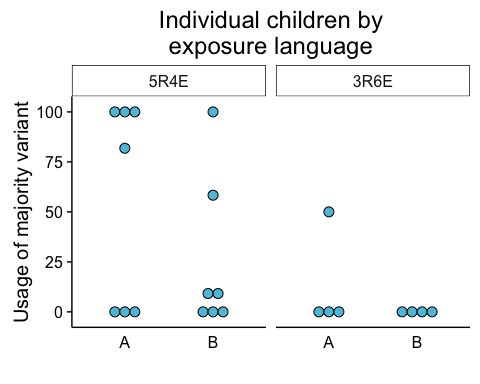 Individual children by
exposure language
5R4E
3R6E
Usage of majority variant
100
75
50
25
0
A
B
A
B